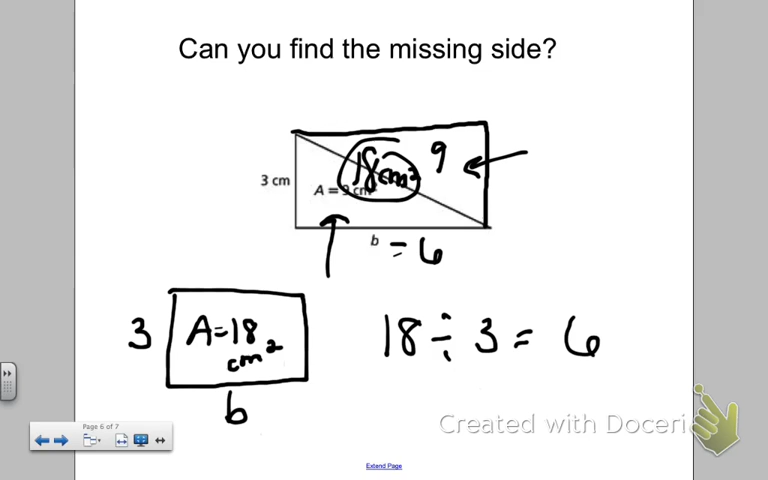 Can you find the missing side?
18 cm² 9
3 cm
A = 9 cm
b = 6
3 A=18 cm² 18 ÷ 3 = 6
b
Page 6 of 7
Created with Doceri
Extend Page